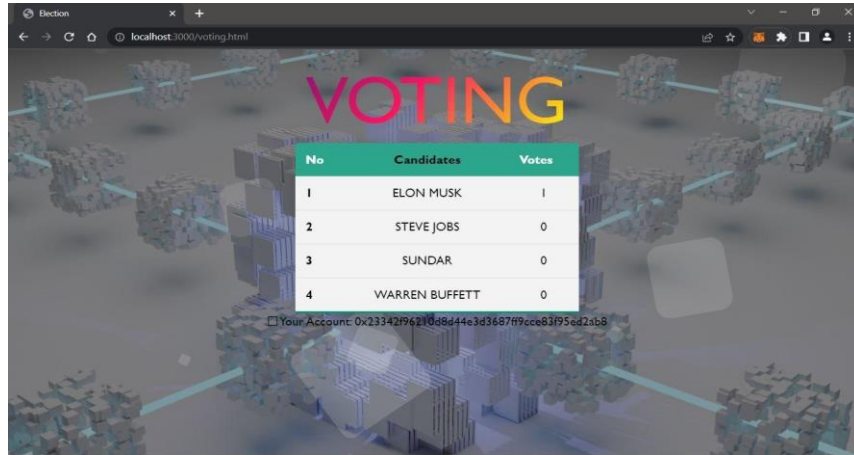 Election
localhost:3000/voting.html
VOTING
No Candidates Votes
1 ELON MUSK 1
2 STEVE JOBS 0
3 SUNDAR 0
4 WARREN BUFFETT 0
Your Account: 0x23342f96210d8d44e3d3687ff9cce83f95ed2ab8